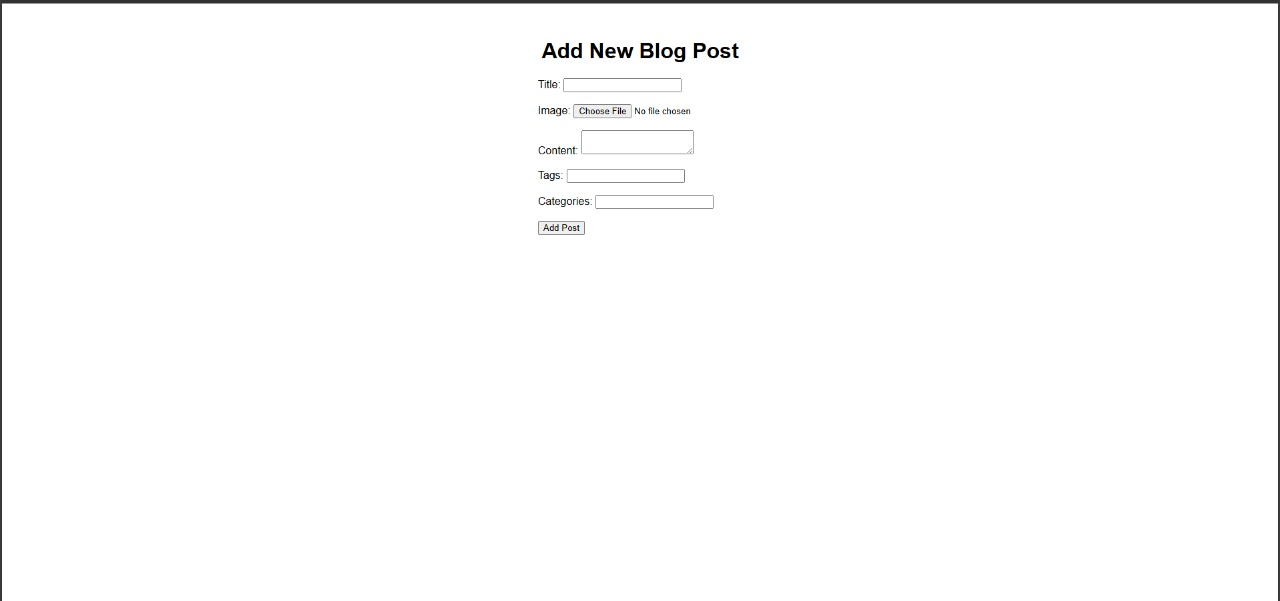 Add New Blog Post
Title:
Image: Choose File No file chosen
Content:
Tags:
Categories:
Add Post